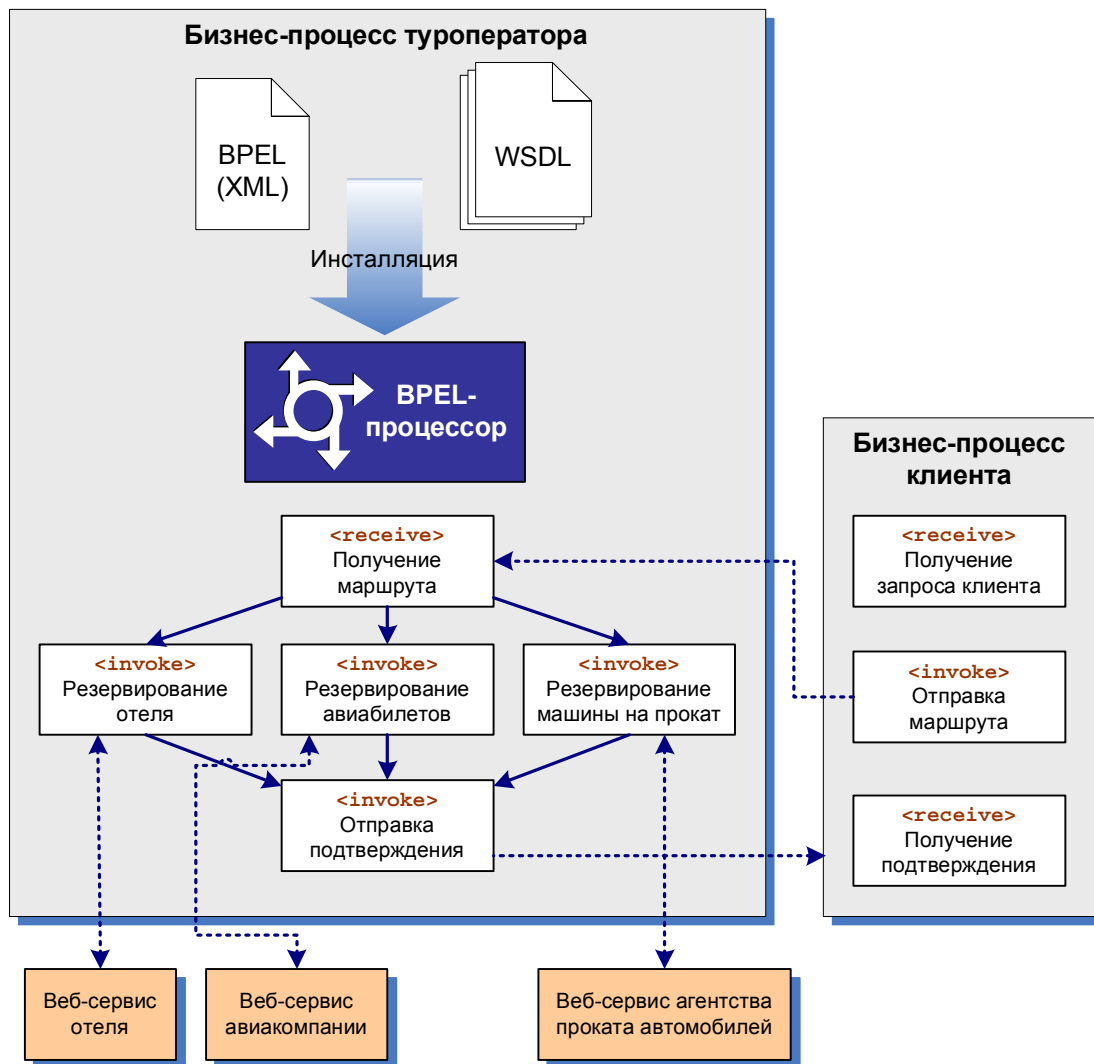 Бизнес-процесс туроператора
BPEL
(XML)
WSDL
Инсталляция
BPEL-
процессор
Бизнес-процесс
клиента
<receive>
Получение
маршрута
<receive>
Получение
запроса клиента
<invoke>
Резервирование
отеля
<invoke>
Резервирование
авиабилетов
<invoke>
Резервирование
машины на прокат
<invoke>
Отправка
маршрута
<invoke>
Отправка
подтверждения
<receive>
Получение
подтверждения
Веб-сервис
отеля
Веб-сервис
авиакомпании
Веб-сервис агентства
проката автомобилей